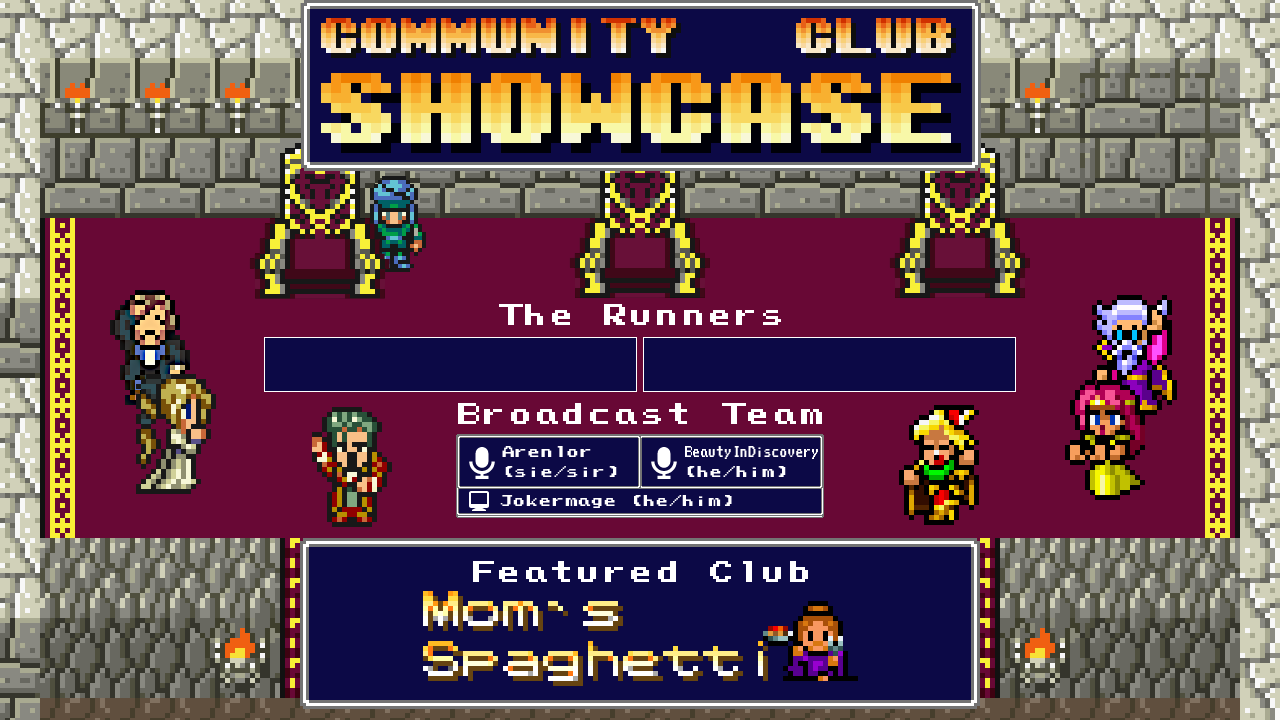 COMMUNITY CLUB
SHOWCASE
The Runners
Broadcast Team
Arenlor
(sie/sir)
BeautyInDiscovery
(he/him)
Jokermage (he/him)
Featured Club
Mom's
Spaghetti